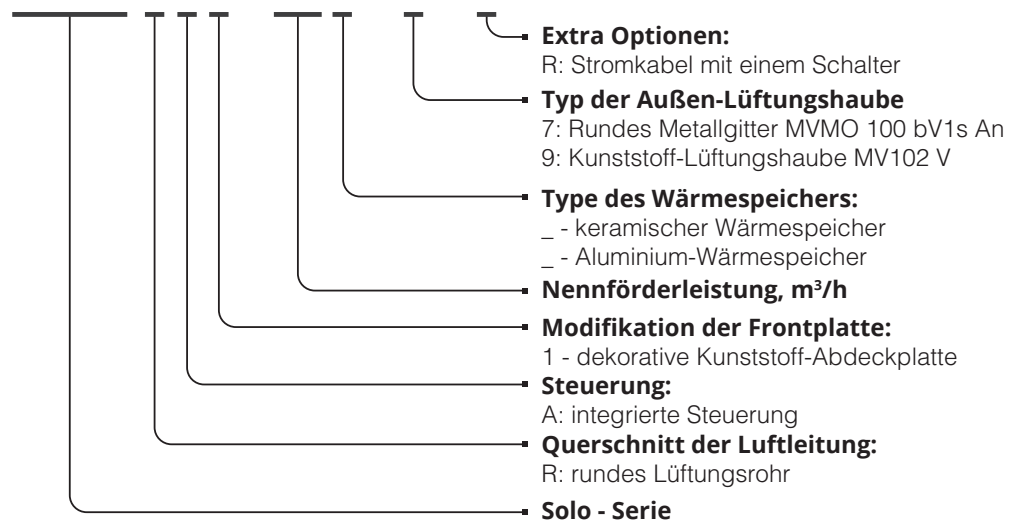 Extra Optionen:
R: Stromkabel mit einem Schalter
Typ der Außen-Lüftungshaube
7: Rundes Metallgitter MVMO 100 bV1s An
9: Kunststoff-Lüftungshaube MV102 V
Type des Wärmespeichers:
_ - keramischer Wärmespeicher
_ - Aluminium-Wärmespeicher
Nennförderleistung, m³/h
Modifikation der Frontplatte:
1 - dekorative Kunststoff-Abdeckplatte
Steuerung:
A: integrierte Steuerung
Querschnitt der Luftleitung:
R: rundes Lüftungsrohr
Solo - Serie